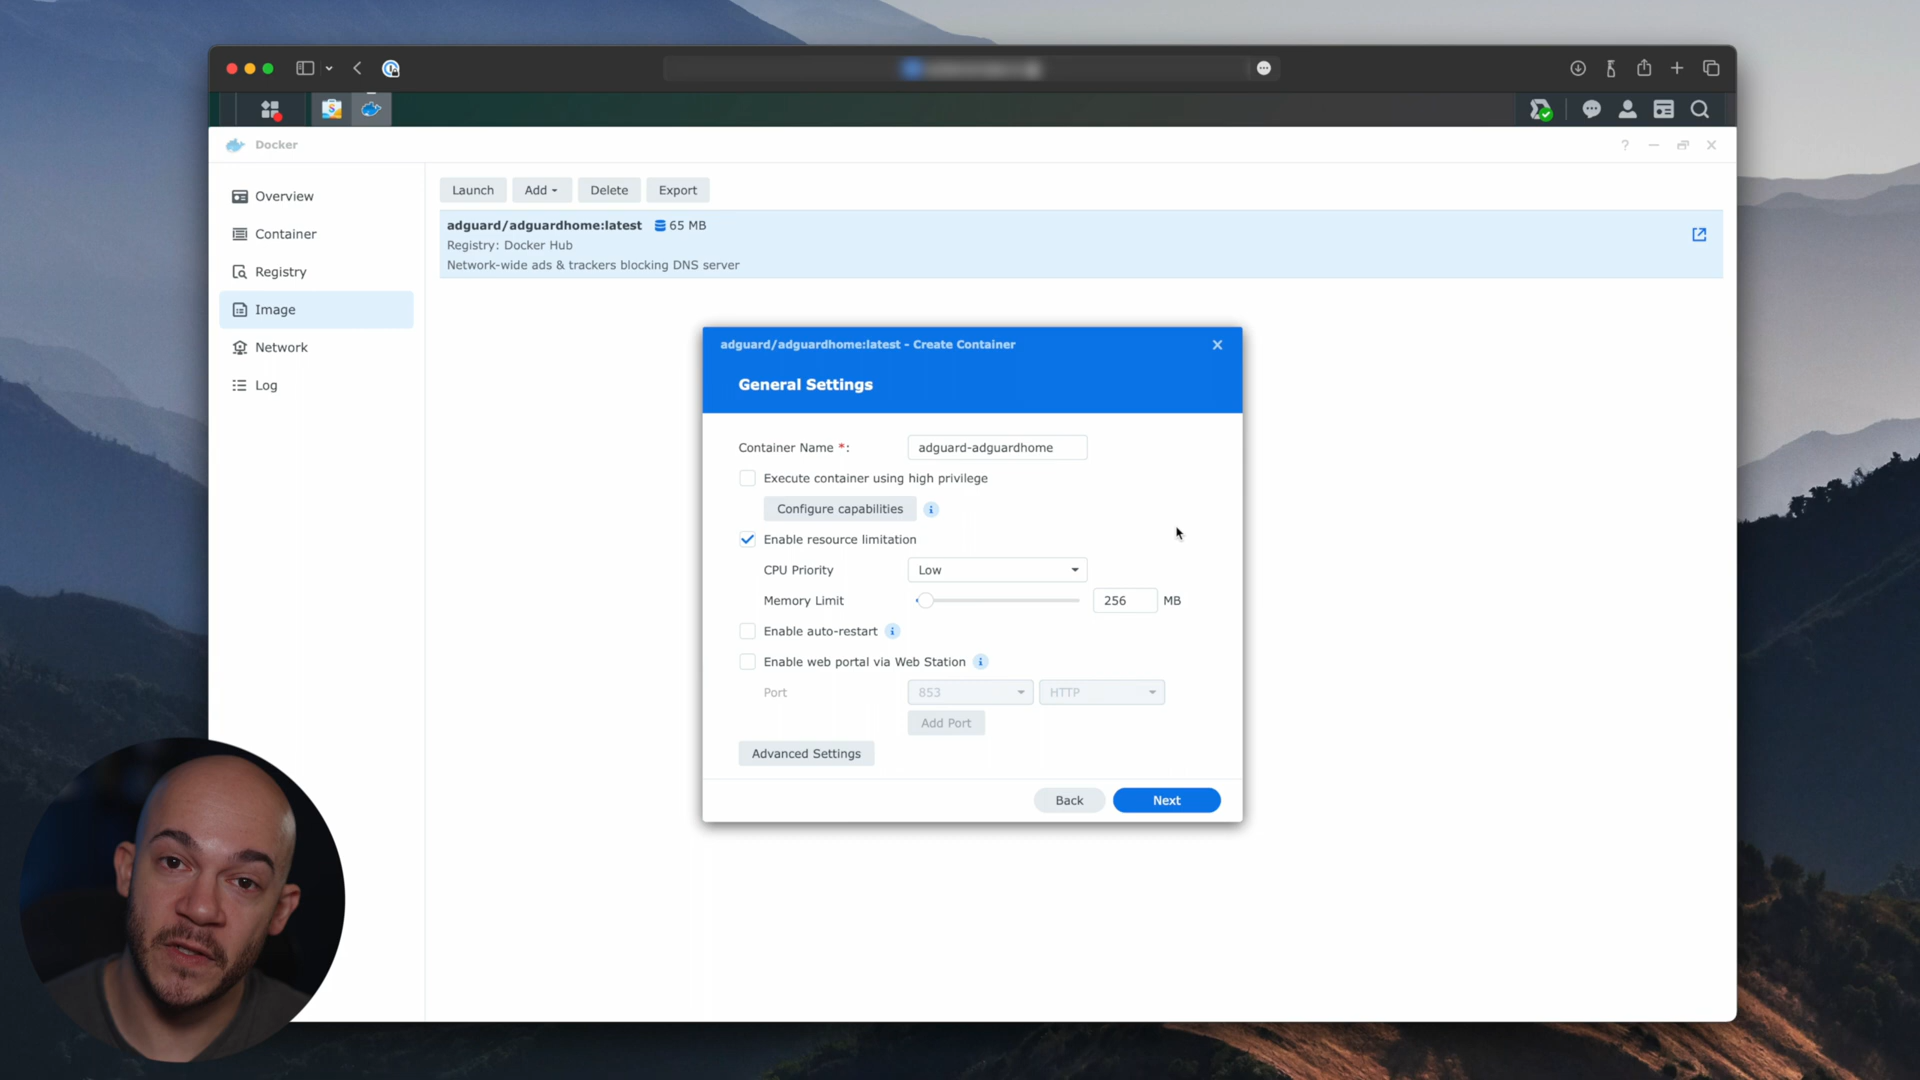 Docker
Overview
Container
Registry
Image
Network
Log
Launch
Add
Delete
Export
adguard/adguardhome:latest 65 MB
Registry: Docker Hub
Network-wide ads & trackers blocking DNS server
adguard/adguardhome:latest - Create Container
General Settings
Container Name *: adguard-adguardhome
Execute container using high privilege
Configure capabilities
Enable resource limitation
CPU Priority Low
Memory Limit 256 MB
Enable auto-restart
Enable web portal via Web Station
Port 853 HTTP
Add Port
Advanced Settings
Back Next